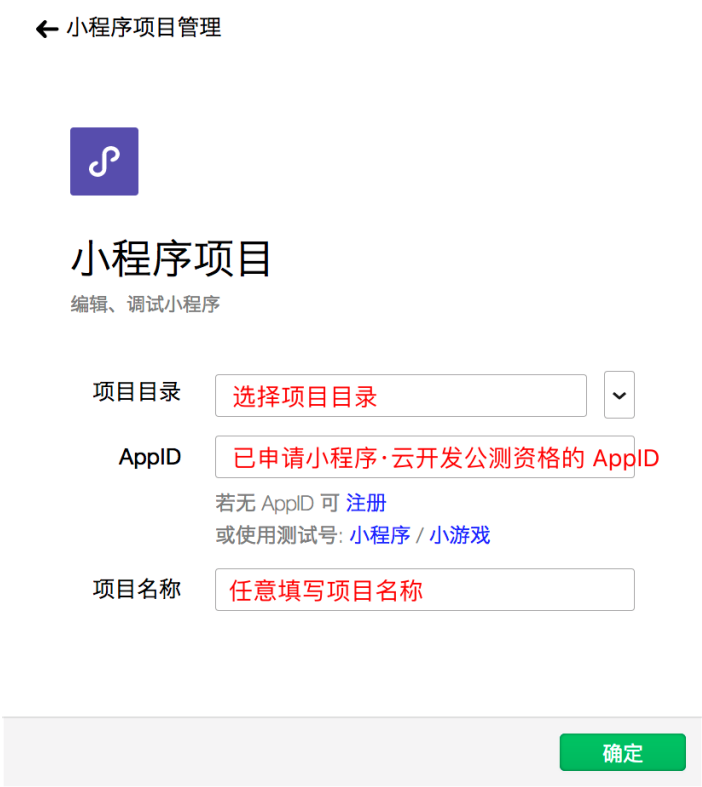 小程序项目管理
小程序项目
编辑、调试小程序
项目目录 选择项目目录
AppID 已申请小程序·云开发公测资格的 AppID
若无 AppID 可 注册
或使用测试号: 小程序 / 小游戏
项目名称 任意填写项目名称
确定